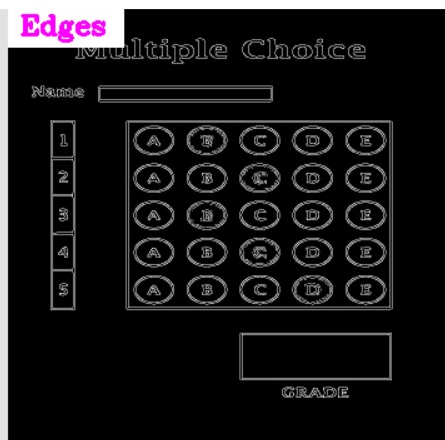 Edges
Multiple Choice
Name
1 A B C D E
2 A B C D E
3 A B C D E
4 A B C D E
5 A B C D E
GRADE